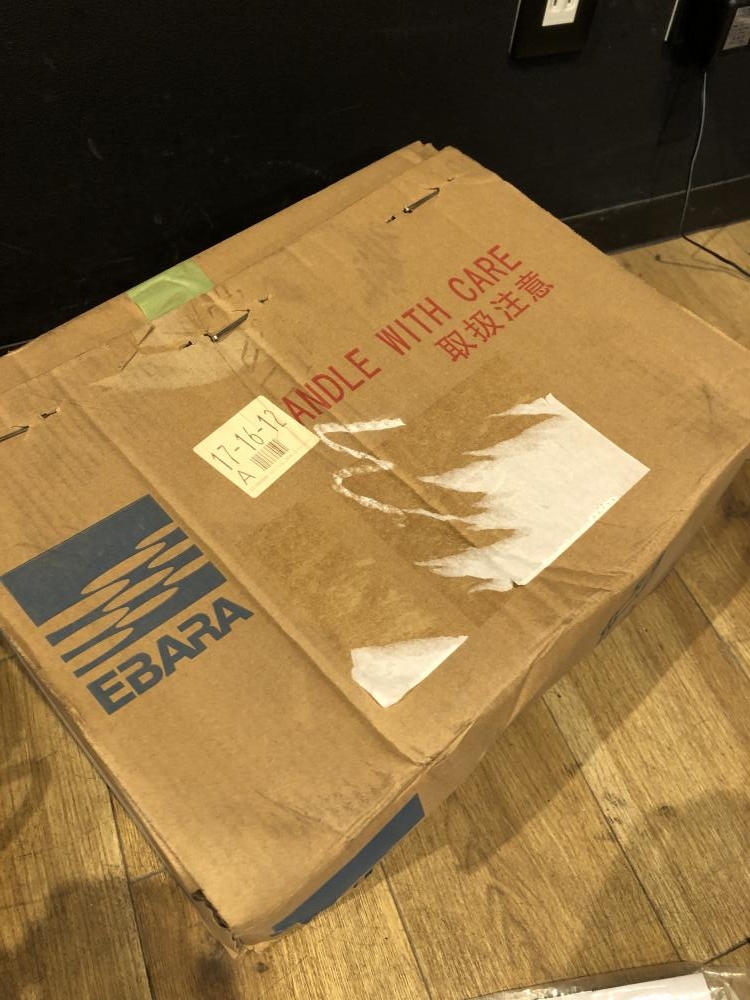 ANDLE WITH CARE
取扱注意
17-16-12
A
EBARA